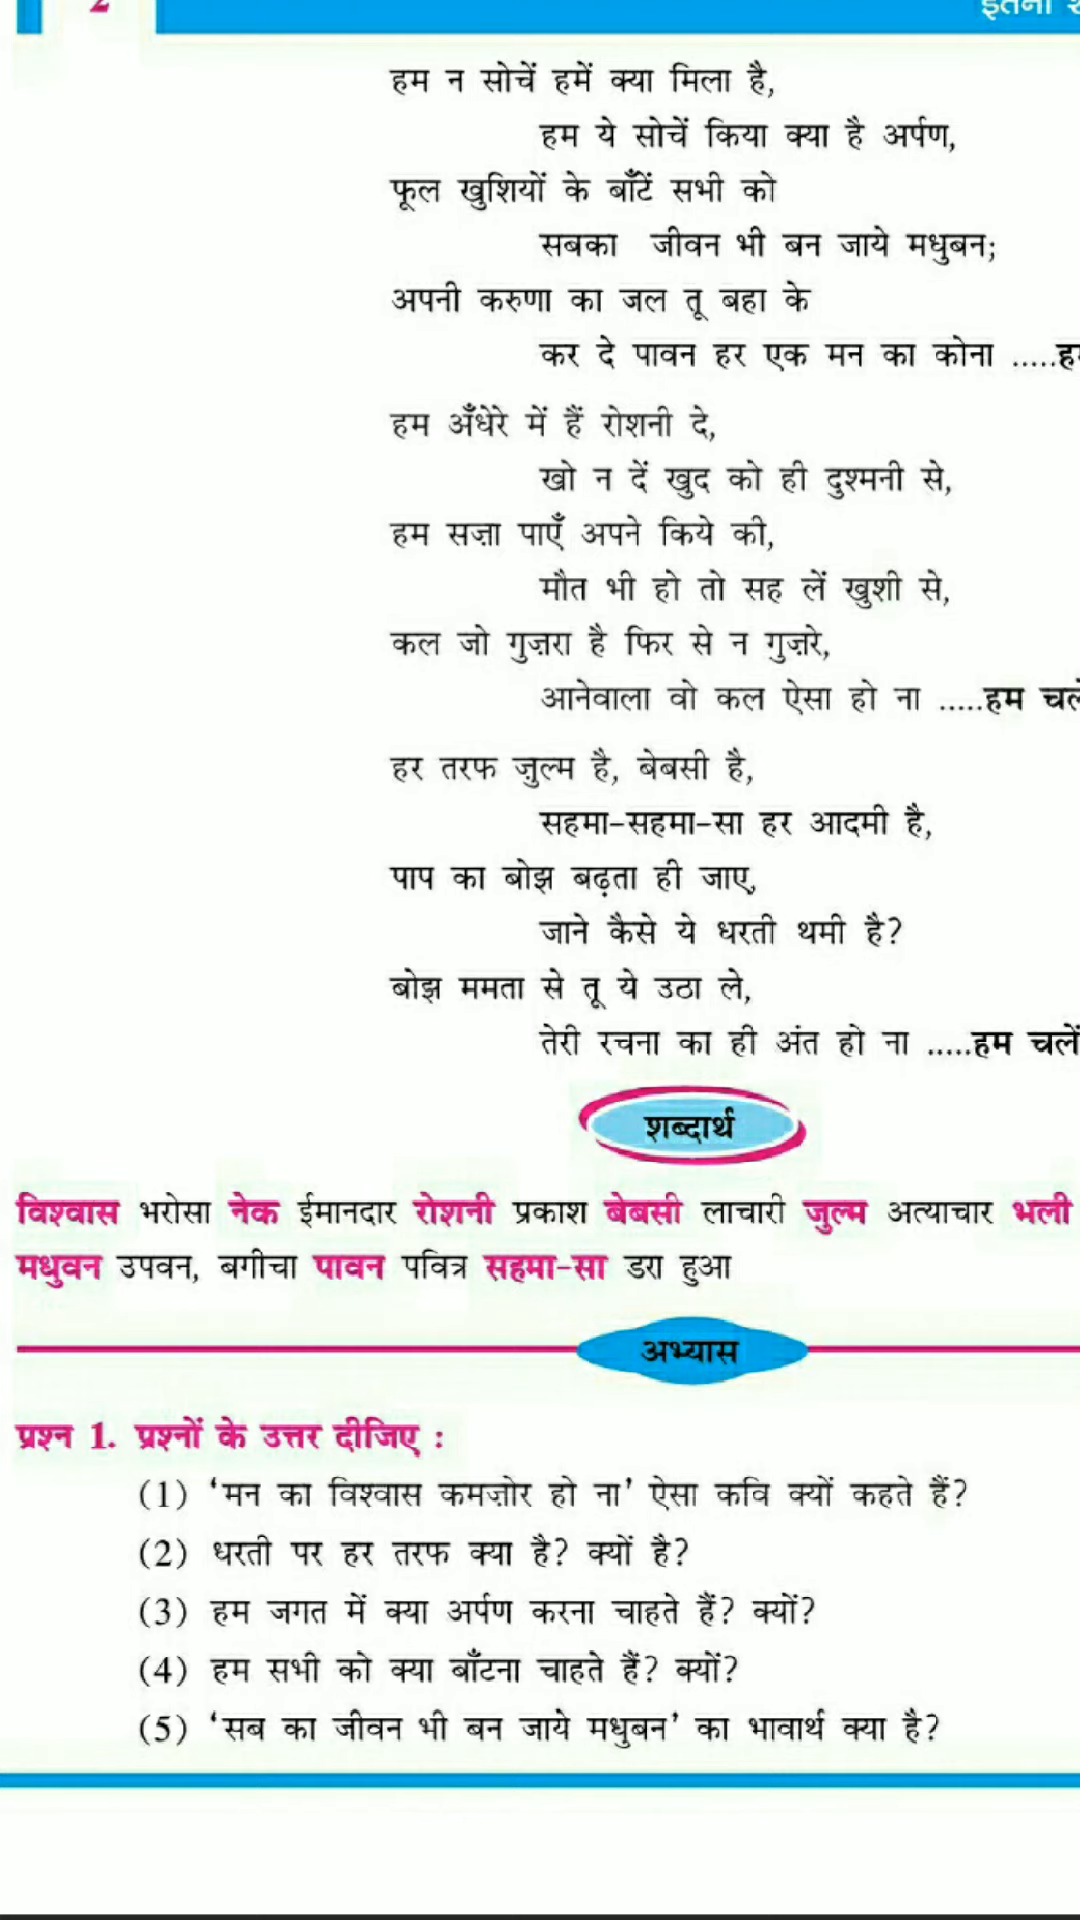 2
इतनी
हम न सोचें हमें क्या मिला है,
हम ये सोचें किया क्या है अर्पण,
फूल खुशियों के बाँटें सभी को
सबका जीवन भी बन जाये मधुबन;
अपनी करुणा का जल तू बहा के
कर दे पावन हर एक मन का कोना .....
हम अँधेरे में हैं रोशनी दे,
खो न दें खुद को ही दुश्मनी से,
हम सज़ा पाएँ अपने किये की,
मौत भी हो तो सह लें खुशी से,
कल जो गुज़रा है फिर से न गुज़रे,
आनेवाला वो कल ऐसा हो ना .....हम
हर तरफ ज़ुल्म है, बेबसी है,
सहमा-सहमा-सा हर आदमी है,
पाप का बोझ बढ़ता ही जाए,
जाने कैसे ये धरती थमी है?
बोझ ममता से तू ये उठा ले,
तेरी रचना का ही अंत हो ना .....हम चलें
शब्दार्थ
विश्वास भरोसा नेक ईमानदार रोशनी प्रकाश बेबसी लाचारी जुल्म अत्याचार भली
मधुवन उपवन, बगीचा पावन पवित्र सहमा-सा डरा हुआ
अभ्यास
प्रश्न 1. प्रश्नों के उत्तर दीजिए :
(1) ‘मन का विश्वास कमज़ोर हो ना’ ऐसा कवि क्यों कहते हैं?
(2) धरती पर हर तरफ क्या है? क्यों है?
(3) हम जगत में क्या अर्पण करना चाहते हैं? क्यों?
(4) हम सभी को क्या बाँटना चाहते हैं? क्यों?
(5) ‘सब का जीवन भी बन जाये मधुबन’ का भावार्थ क्या है?